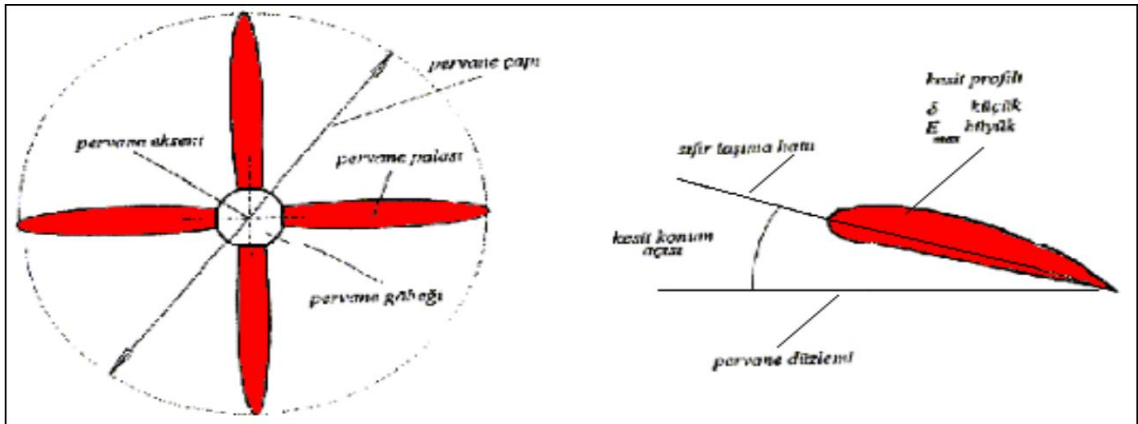 pervane çapı
pervane ekseni
pervane palası
pervane göbeği
kesit profili
δ küçük
E max büyük
sıfır taşıma hattı
kesit konum
açısı
pervane düzlemi